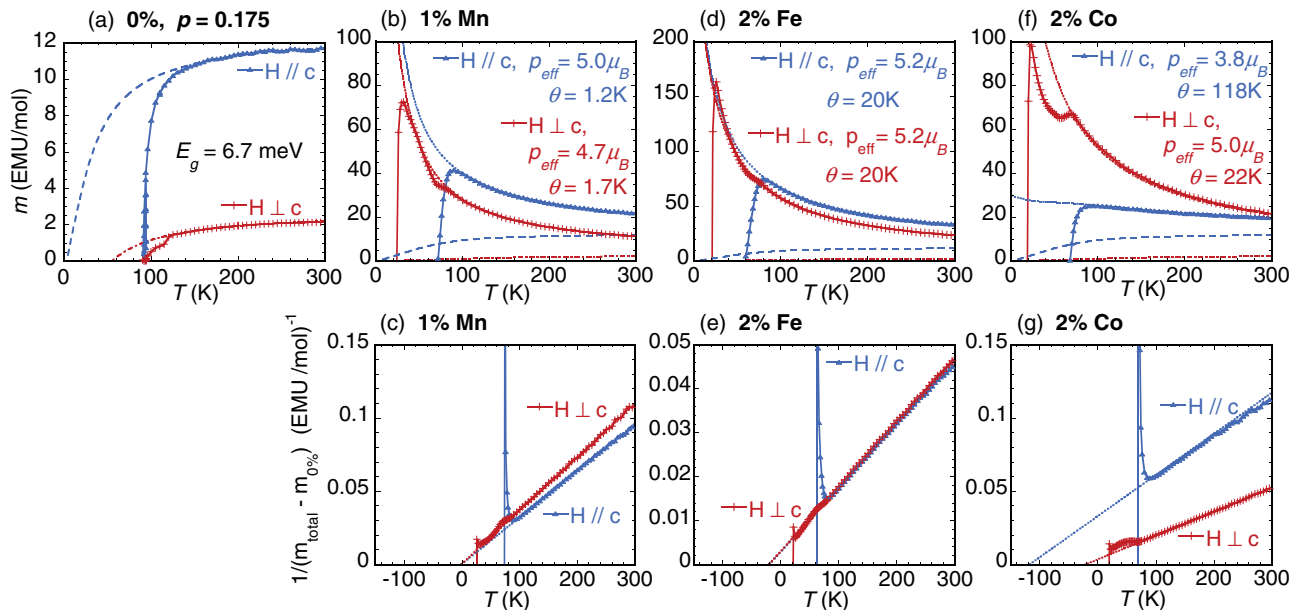 (a) 0%, p = 0.175
12
10
8
6
4
2
0
m (EMU/mol)
H // c
E_g = 6.7 meV
H ⊥ c
0 100 200 300
T (K)
(b) 1% Mn
100
80
60
40
20
0
H // c, p_eff = 5.0μ_B
θ = 1.2K
H ⊥ c,
p_eff = 4.7μ_B
θ = 1.7K
0 100 200 300
T (K)
(d) 2% Fe
200
150
100
50
0
H // c, p_eff = 5.2μ_B
θ = 20K
H ⊥ c, p_eff = 5.2μ_B
θ = 20K
0 100 200 300
T (K)
(f) 2% Co
100
80
60
40
20
0
H // c, p_eff = 3.8μ_B
θ = 118K
H ⊥ c,
p_eff = 5.0μ_B
θ = 22K
0 100 200 300
T (K)
(c) 1% Mn
1/(m_total - m_0%) (EMU /mol)^-1
0.15
0.1
0.05
0
H ⊥ c
H // c
-100 0 100 200 300
T (K)
(e) 2% Fe
0.05
0.04
0.03
0.02
0.01
0
H // c
H ⊥ c
-100 0 100 200 300
T (K)
(g) 2% Co
0.15
0.1
0.05
0
H // c
H ⊥ c
-100 0 100 200 300
T (K)